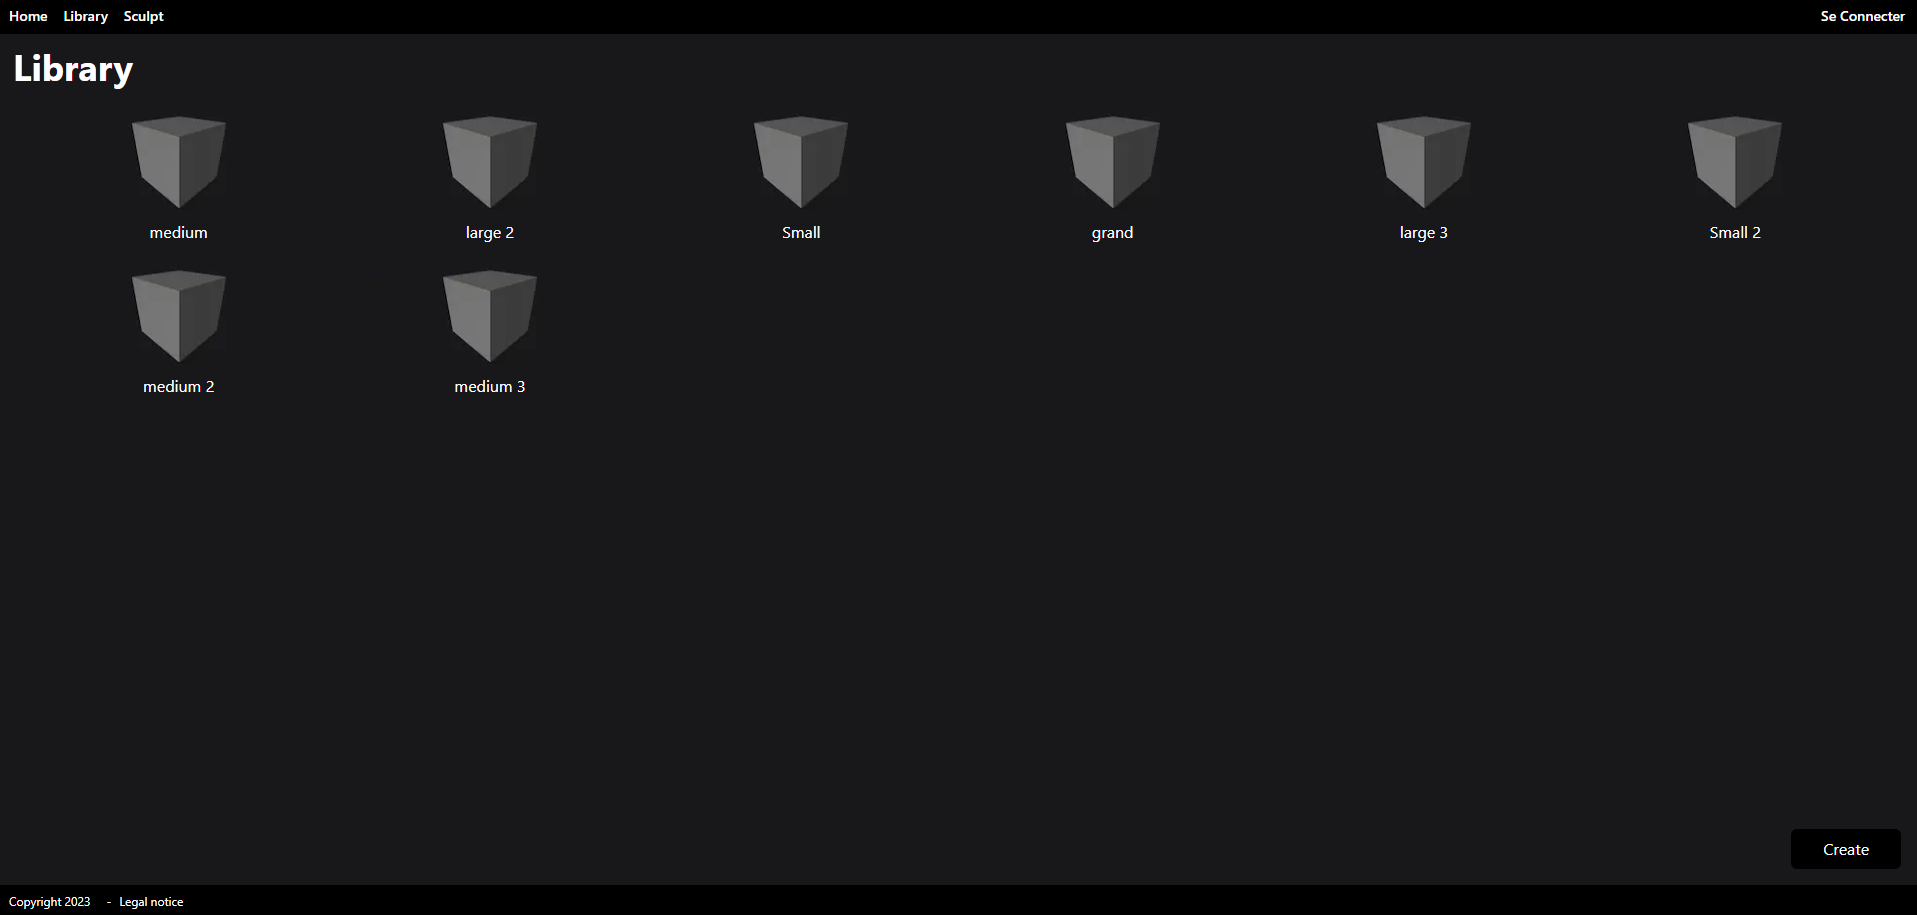 Home Library Sculpt Se Connecter
Library
medium large 2 Small grand large 3 Small 2
medium 2 medium 3
Create
Copyright 2023 - Legal notice